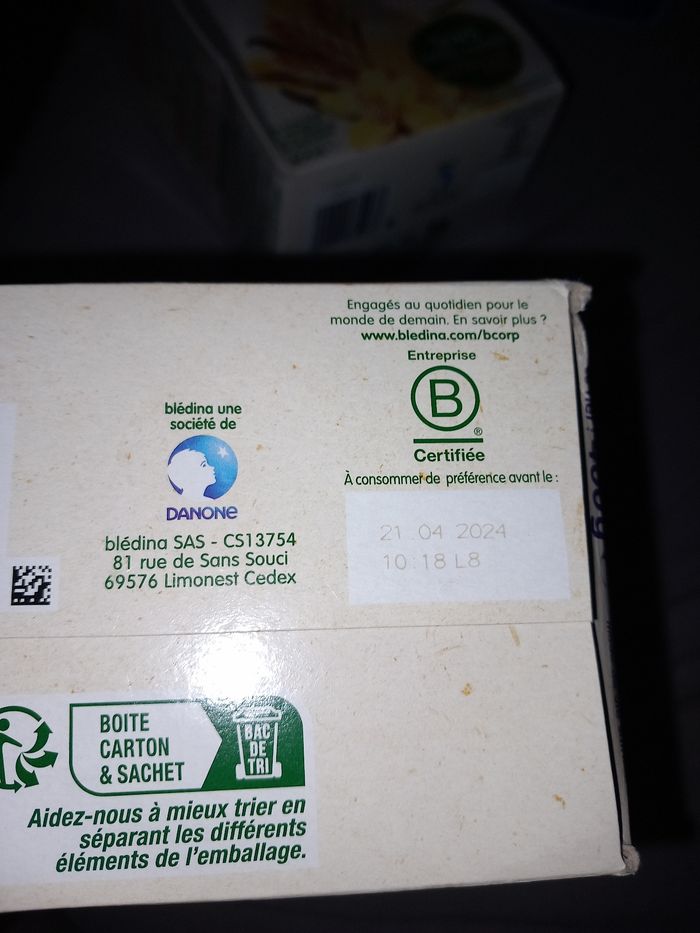 Engagés au quotidien pour le
monde de demain. En savoir plus ?
www.bledina.com/bcorp
Entreprise
B
®
Certifiée
À consommer de préférence avant le :
21 04 2024
10:18 L8
blédina une
société de
DANONE
blédina SAS - CS13754
81 rue de Sans Souci
69576 Limonest Cedex
BOITE
CARTON
& SACHET
BAC
DE
TRI
Aidez-nous à mieux trier en
séparant les différents
éléments de l'emballage.